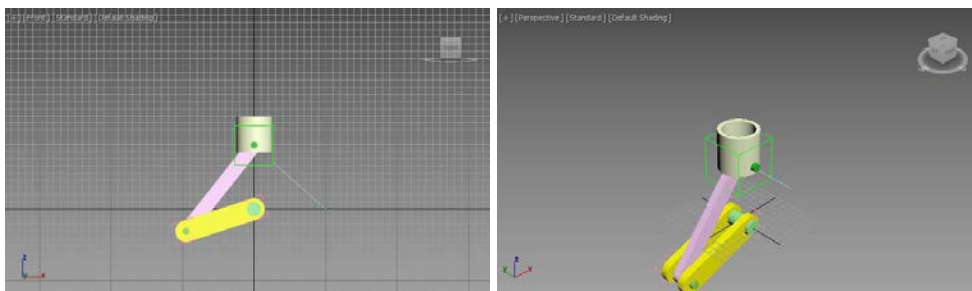 [+] [Front] [Standard] [Default Shading]
[+] [Perspective] [Standard] [Default Shading]
z
x
z